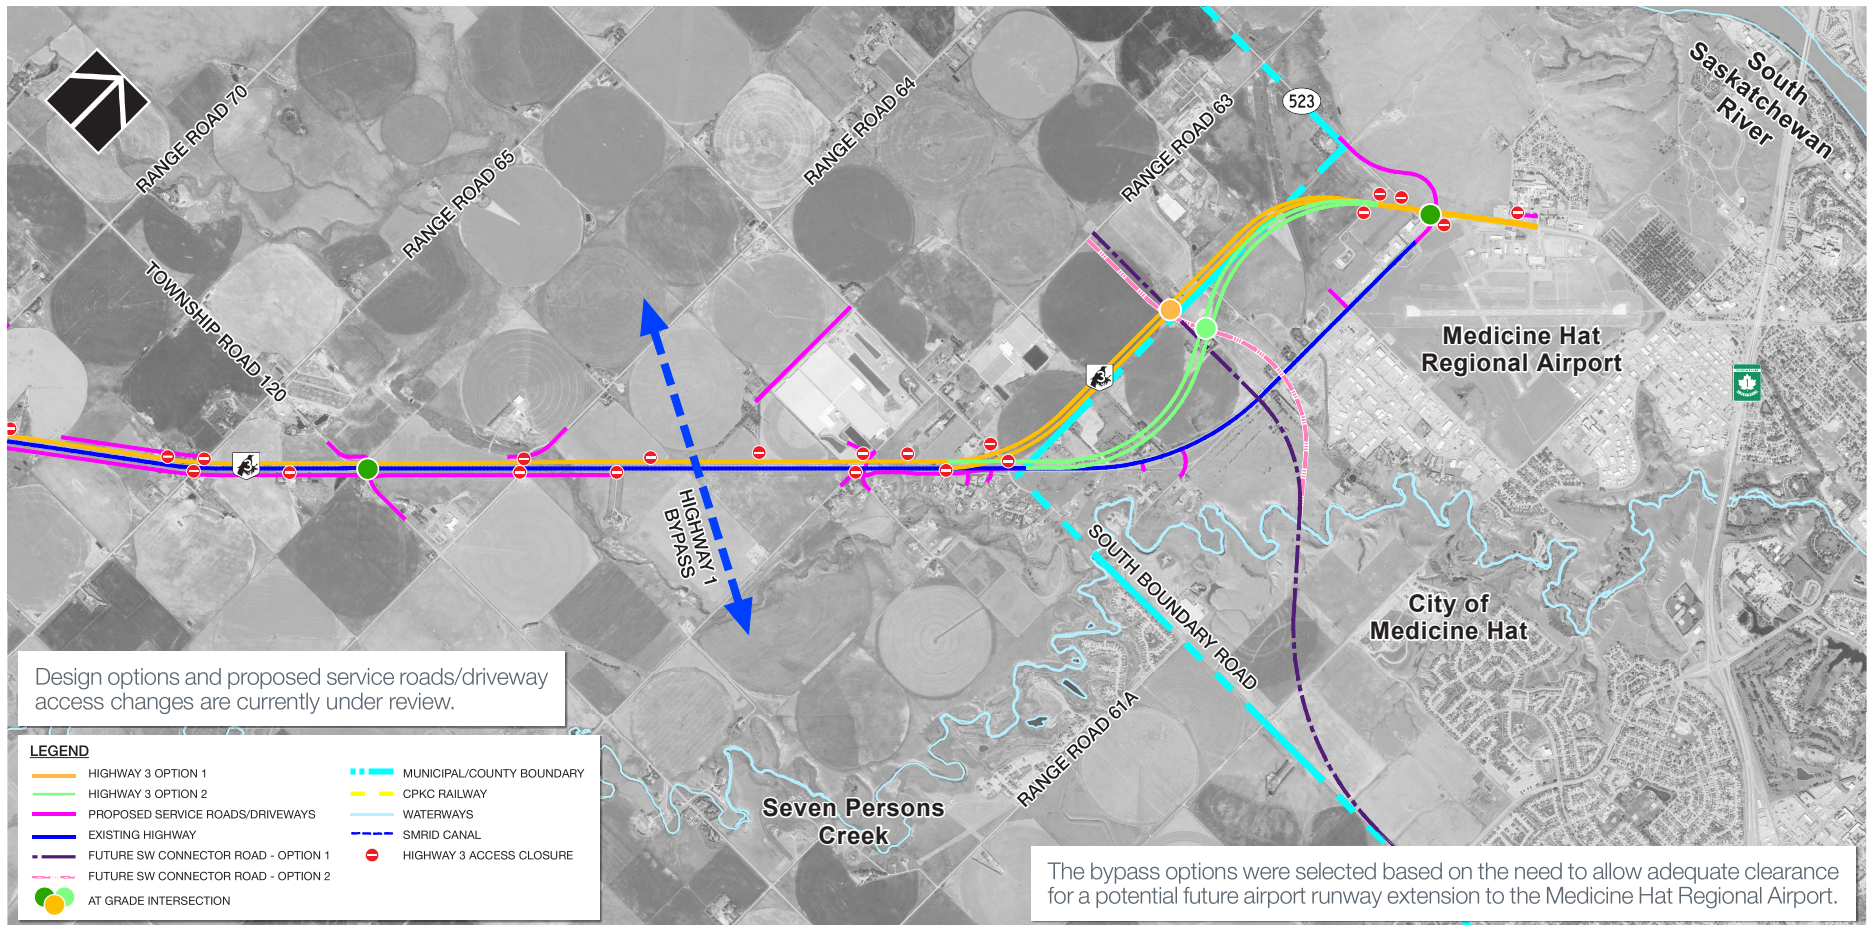 RANGE ROAD 70
RANGE ROAD 65
RANGE ROAD 64
RANGE ROAD 63
523
South
Saskatchewan
River
TOWNSHIP ROAD 120
3
3
Medicine Hat
Regional Airport
1
HIGHWAY 1
BYPASS
SOUTH BOUNDARY ROAD
City of
Medicine Hat
RANGE ROAD 61A
Seven Persons
Creek
Design options and proposed service roads/driveway
access changes are currently under review.
LEGEND
HIGHWAY 3 OPTION 1
HIGHWAY 3 OPTION 2
PROPOSED SERVICE ROADS/DRIVEWAYS
EXISTING HIGHWAY
FUTURE SW CONNECTOR ROAD - OPTION 1
FUTURE SW CONNECTOR ROAD - OPTION 2
AT GRADE INTERSECTION
MUNICIPAL/COUNTY BOUNDARY
CPKC RAILWAY
WATERWAYS
SMRID CANAL
HIGHWAY 3 ACCESS CLOSURE
The bypass options were selected based on the need to allow adequate clearance
for a potential future airport runway extension to the Medicine Hat Regional Airport.